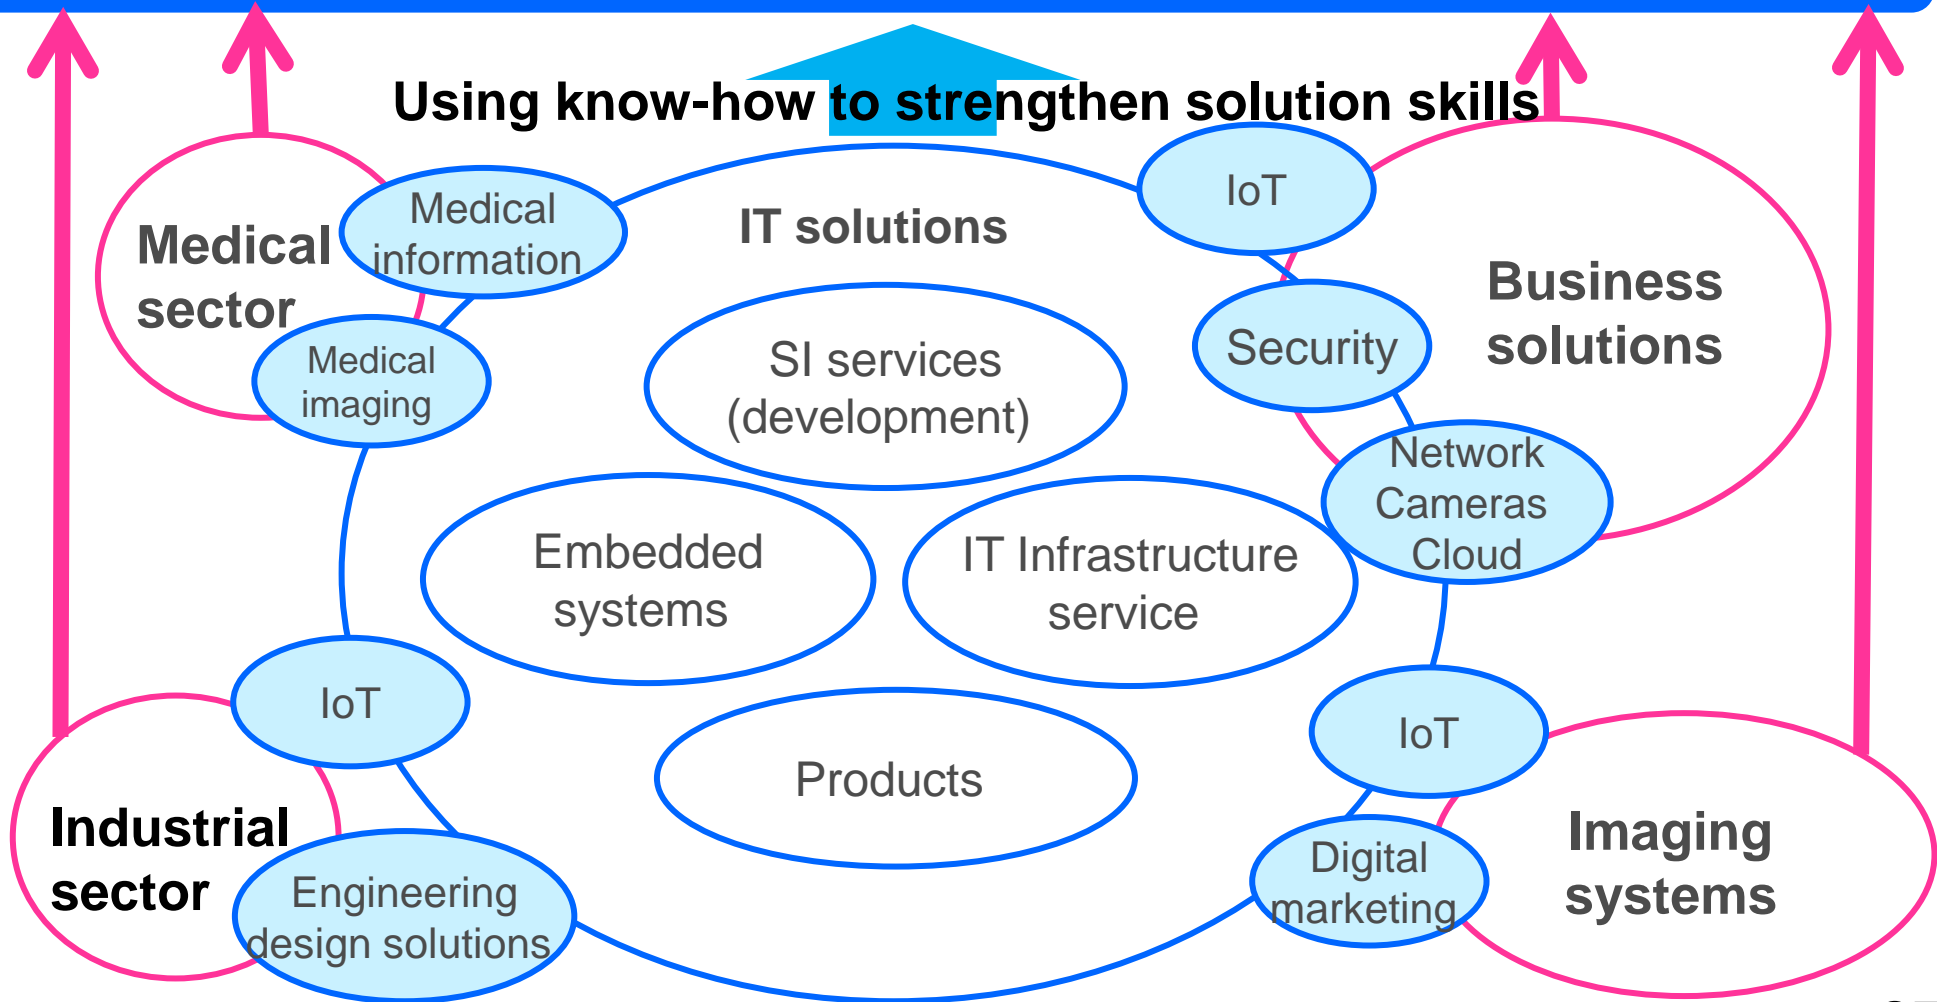 Using know-how to strengthen solution skills
Medical
sector
Medical
information
Medical
imaging
IT solutions
SI services
(development)
Embedded
systems
IT Infrastructure
service
Products
IoT
Security
Network
Cameras
Cloud
Business
solutions
IoT
Industrial
sector
Engineering
design solutions
IoT
Digital
marketing
Imaging
systems